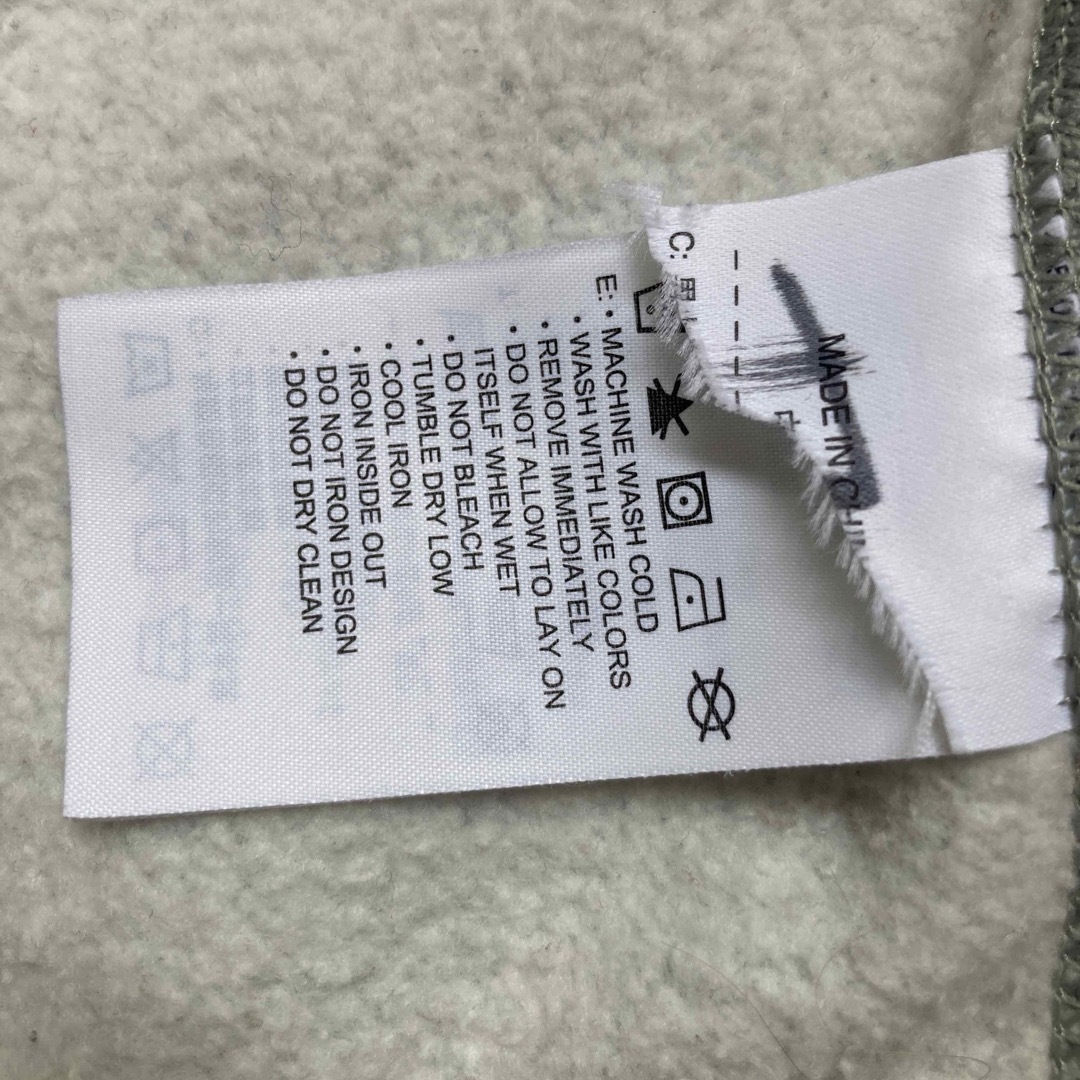 MADE IN CHIN
C:
E: • MACHINE WASH COLD
• WASH WITH LIKE COLORS
• REMOVE IMMEDIATELY
• DO NOT ALLOW TO LAY ON
ITSELF WHEN WET
• DO NOT BLEACH
• TUMBLE DRY LOW
• COOL IRON
• IRON INSIDE OUT
• DO NOT IRON DESIGN
• DO NOT DRY CLEAN